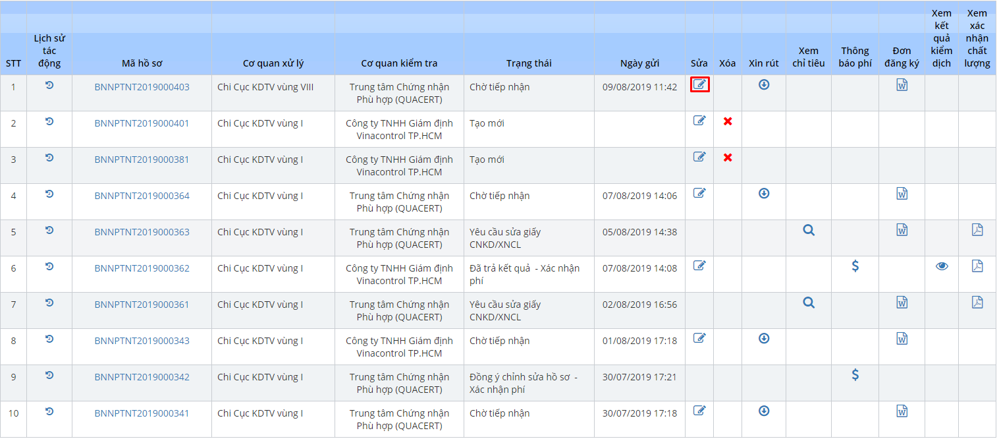 STT Lịch sử tác động Mã hồ sơ Cơ quan xử lý Cơ quan kiểm tra Trạng thái Ngày gửi Sửa Xóa Xin rút Xem chỉ tiêu Thông báo phí Đơn đăng ký Xem kết quả kiểm dịch Xem xác nhận chất lượng
1 BNNPTNT2019000403 Chi Cục KDTV vùng VIII Trung tâm Chứng nhận Phù hợp (QUACERT) Chờ tiếp nhận 09/08/2019 11:42
2 BNNPTNT2019000401 Chi Cục KDTV vùng I Công ty TNHH Giám định Vinacontrol TP.HCM Tạo mới
3 BNNPTNT2019000381 Chi Cục KDTV vùng I Công ty TNHH Giám định Vinacontrol TP.HCM Tạo mới
4 BNNPTNT2019000364 Chi Cục KDTV vùng I Trung tâm Chứng nhận Phù hợp (QUACERT) Chờ tiếp nhận 07/08/2019 14:06
5 BNNPTNT2019000363 Chi Cục KDTV vùng I Trung tâm Chứng nhận Phù hợp (QUACERT) Yêu cầu sửa giấy CNKD/XNCL 05/08/2019 14:38
6 BNNPTNT2019000362 Chi Cục KDTV vùng I Công ty TNHH Giám định Vinacontrol TP.HCM Đã trả kết quả - Xác nhận phí 07/08/2019 14:08 $
7 BNNPTNT2019000361 Chi Cục KDTV vùng I Trung tâm Chứng nhận Phù hợp (QUACERT) Yêu cầu sửa giấy CNKD/XNCL 02/08/2019 16:56
8 BNNPTNT2019000343 Chi Cục KDTV vùng I Công ty TNHH Giám định Vinacontrol TP.HCM Chờ tiếp nhận 01/08/2019 17:18
9 BNNPTNT2019000342 Chi Cục KDTV vùng I Trung tâm Chứng nhận Phù hợp (QUACERT) Đồng ý chỉnh sửa hồ sơ - Xác nhận phí 30/07/2019 17:21 $
10 BNNPTNT2019000341 Chi Cục KDTV vùng I Trung tâm Chứng nhận Phù hợp (QUACERT) Chờ tiếp nhận 30/07/2019 17:18